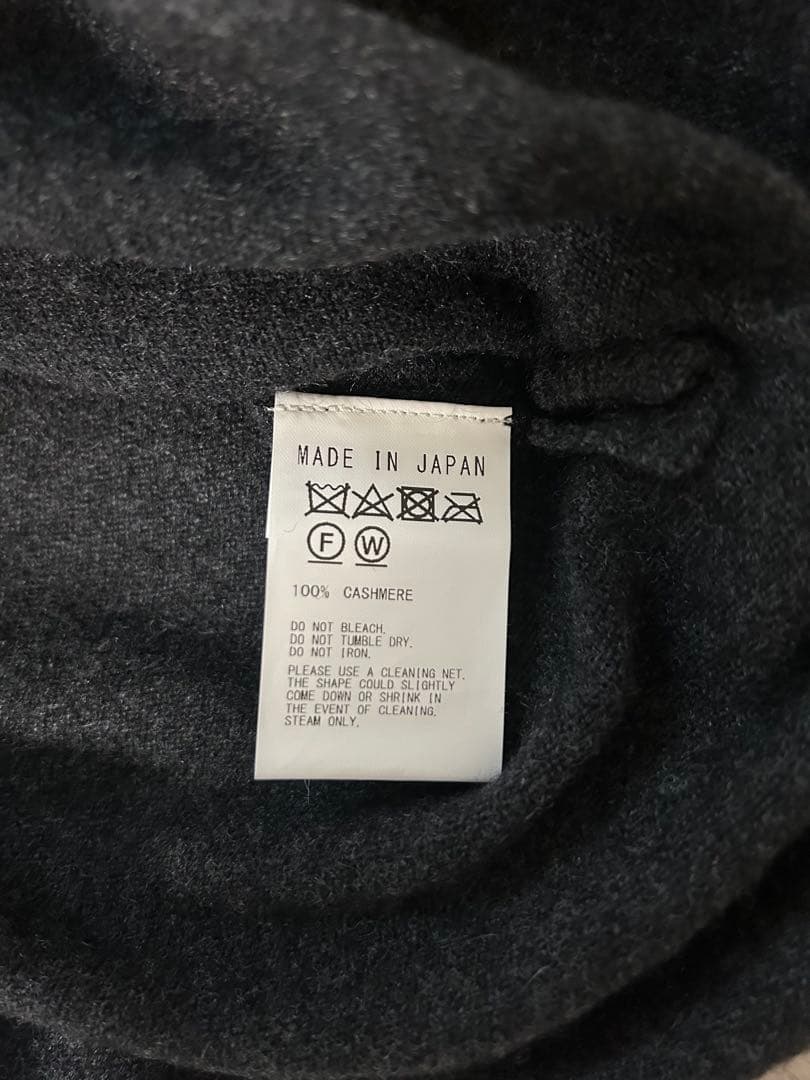 MADE IN JAPAN
F W
100% CASHMERE
DO NOT BLEACH.
DO NOT TUMBLE DRY.
DO NOT IRON.
PLEASE USE A CLEANING NET.
THE SHAPE COULD SLIGHTLY
COME DOWN OR SHRINK IN
THE EVENT OF CLEANING.
STEAM ONLY.